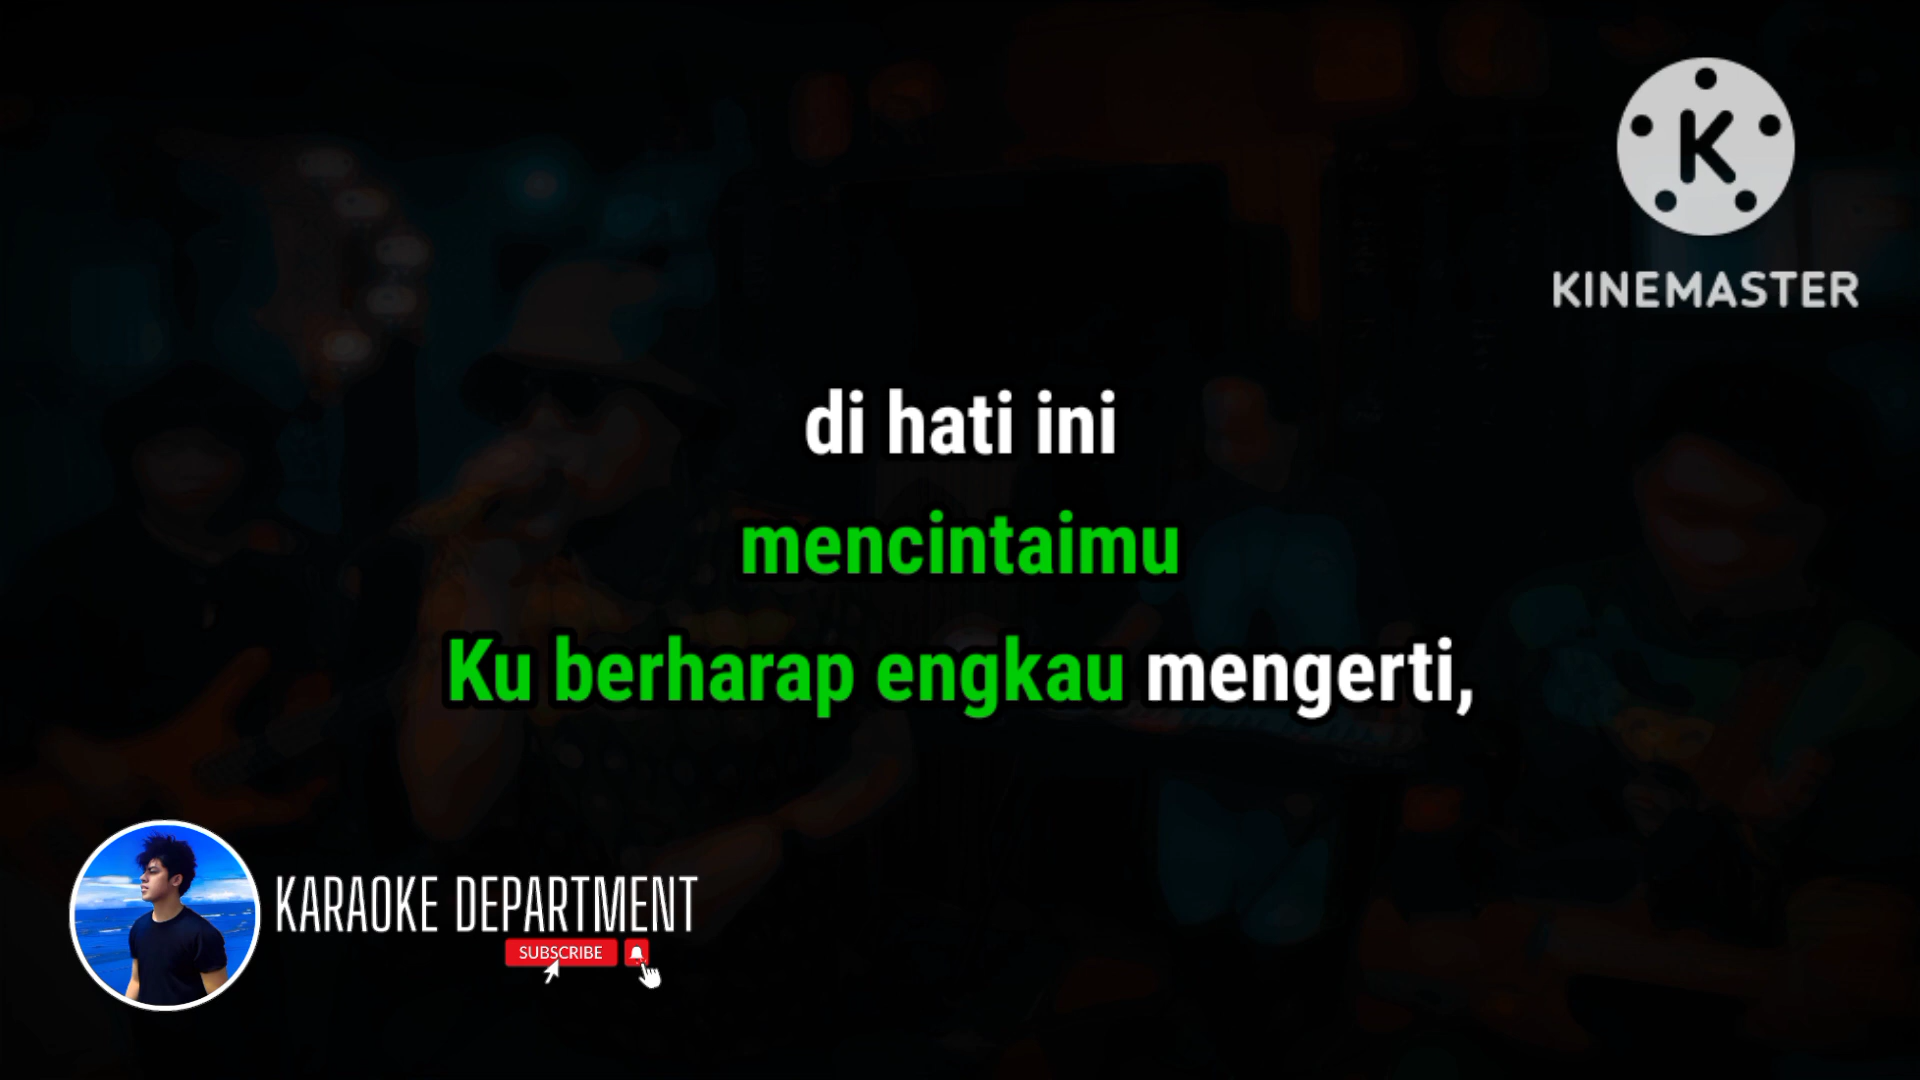 K
KINEMASTER
di hati ini
mencintaimu
Ku berharap engkau mengerti,
KARAOKE DEPARTMENT
SUBSCRIBE